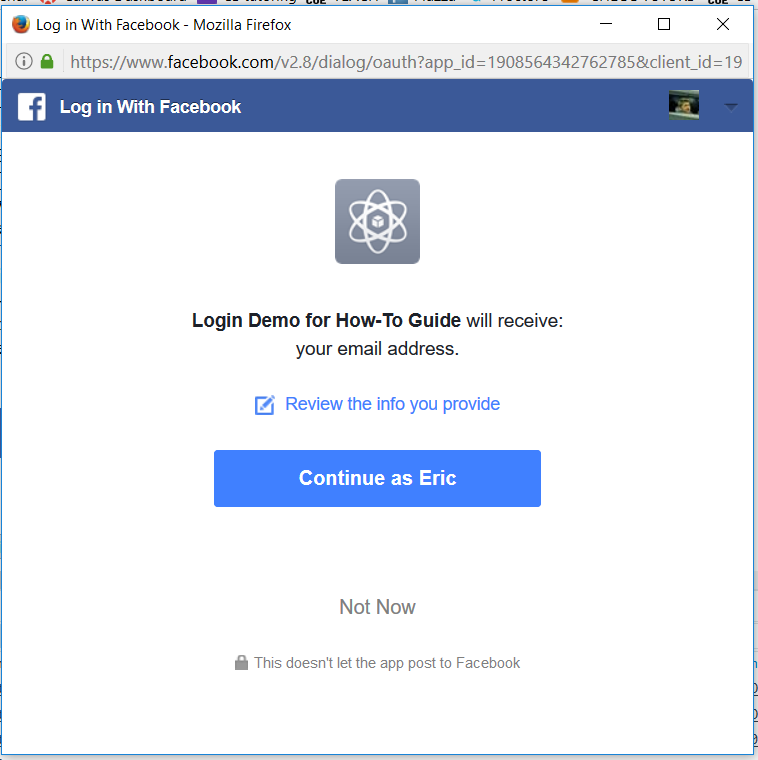 Log in With Facebook - Mozilla Firefox
https://www.facebook.com/v2.8/dialog/oauth?app_id=1908564342762785&client_id=19
Log in With Facebook
Login Demo for How-To Guide will receive:
your email address.
Review the info you provide
Continue as Eric
Not Now
This doesn't let the app post to Facebook